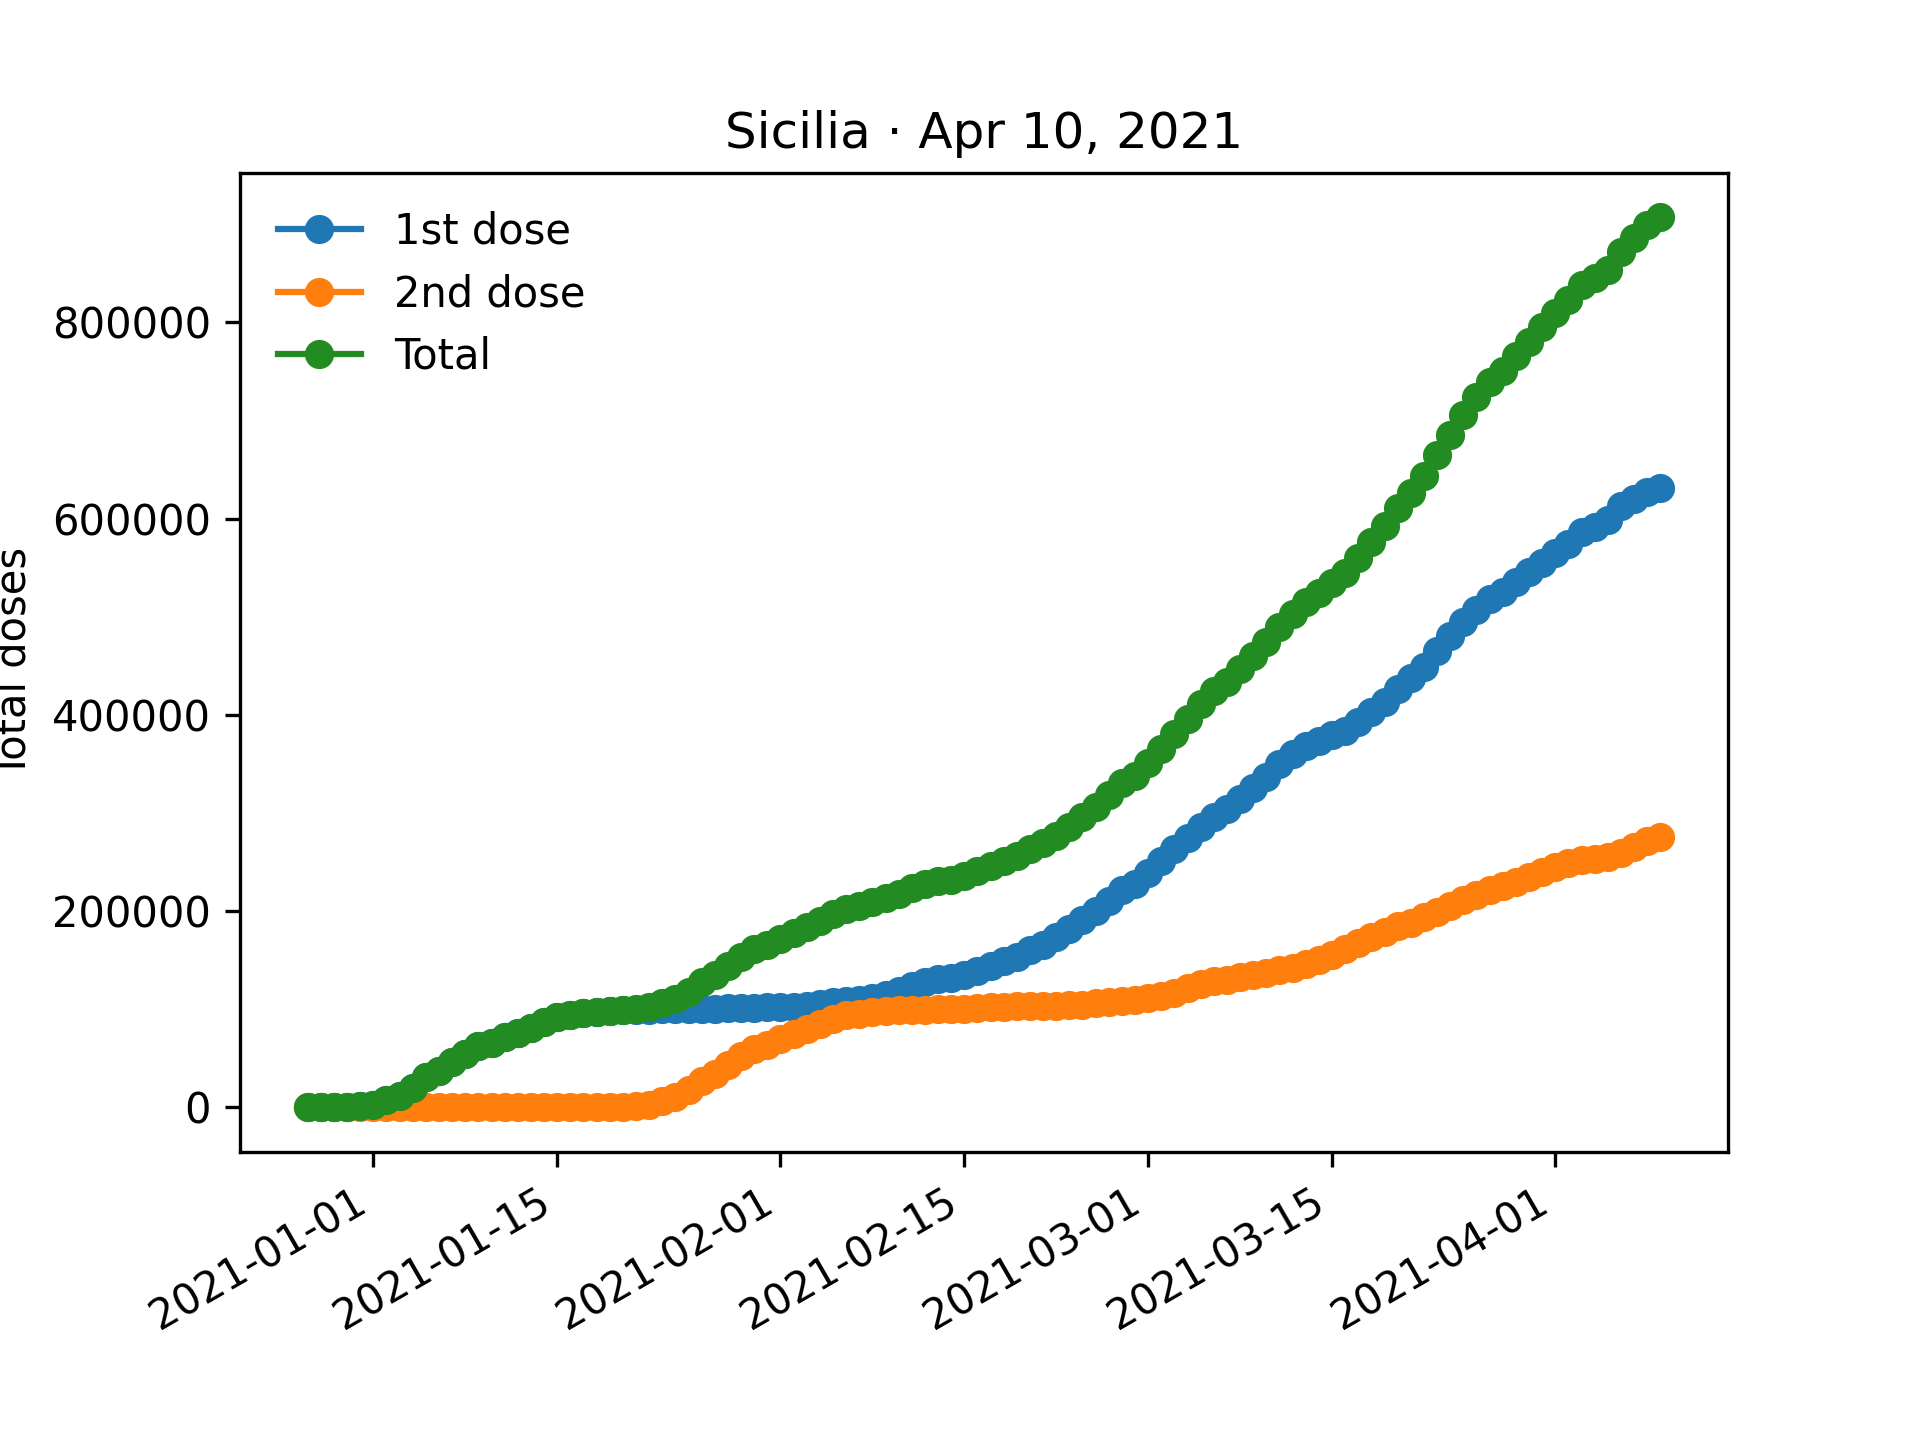 Sicilia · Apr 10, 2021
1st dose
2nd dose
Total
Total doses
800000
600000
400000
200000
0
2021-01-01
2021-01-15
2021-02-01
2021-02-15
2021-03-01
2021-03-15
2021-04-01